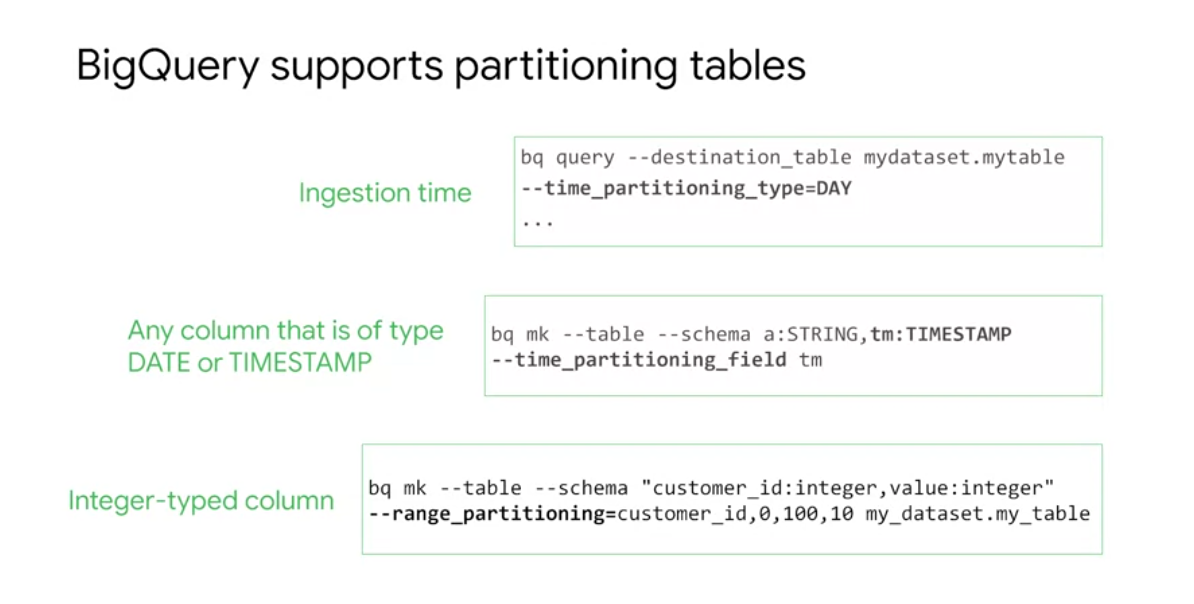 BigQuery supports partitioning tables
Ingestion time
bq query --destination_table mydataset.mytable
--time_partitioning_type=DAY
...
Any column that is of type
DATE or TIMESTAMP
bq mk --table --schema a:STRING,tm:TIMESTAMP
--time_partitioning_field tm
Integer-typed column
bq mk --table --schema "customer_id:integer,value:integer"
--range_partitioning=customer_id,0,100,10 my_dataset.my_table